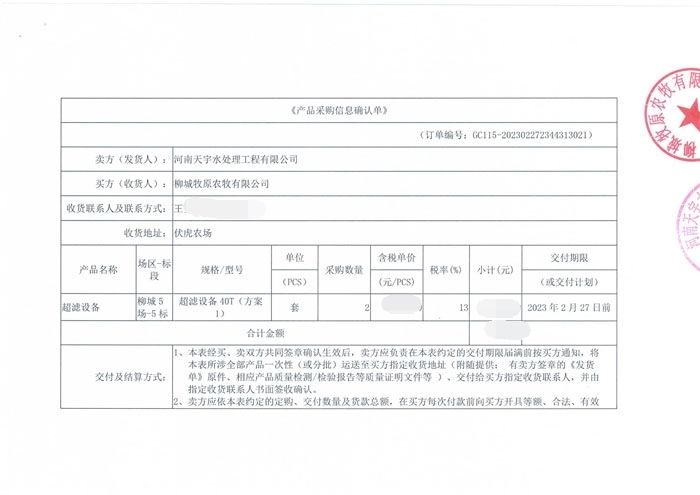 《产品采购信息确认单》
（订单编号：GC115-202302272344313021）
卖方（发货人）：河南天宇水处理工程有限公司
买方（收货人）：柳城牧原农牧有限公司
收货联系人及联系方式：王
收货地址：伏虎农场
产品名称 场区-标段 规格/型号 单位（PCS） 采购数量 含税单价（元/PCS） 税率(%) 小计(元) 交付期限（或交付计划）
超滤设备 柳城5场-5标 超滤设备40T（方案1） 套 2 13 2023年2月27日前
合计金额
交付及结算方式：
1、本表经买、卖双方共同签章确认生效后，卖方应负责在本表约定的交付期限届满前按买方通知，将
本表所涉全部产品一次性（或分批）运送至买方指定收货地址（附随提供： 有卖方签章的《发货
单》原件、相应产品质量检测/检验报告等质量证明文件等 ）、交付给买方指定收货联系人，并由
指定收货联系人书面签收确认。
2、卖方应依本表约定的定购、交付数量及货款总额，在买方每次付款前向买方开具等额、合法、有效
柳城牧原农牧有限
河南天宇